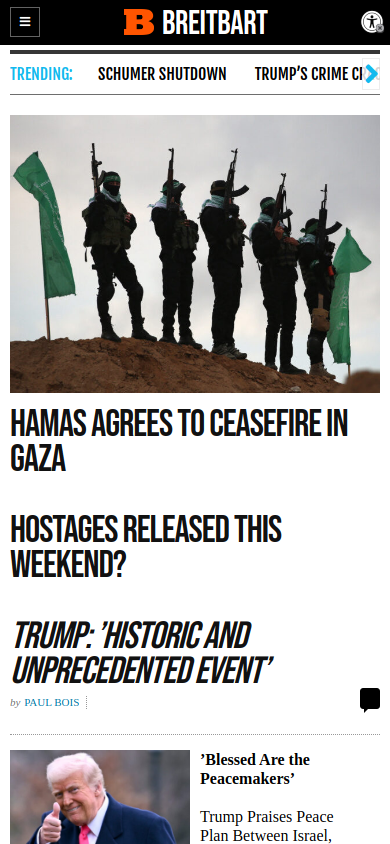 BREITBART
TRENDING: SCHUMER SHUTDOWN TRUMP'S CRIME
HAMAS AGREES TO CEASEFIRE IN
GAZA
HOSTAGES RELEASED THIS
WEEKEND?
TRUMP: ’HISTORIC AND
UNPRECEDENTED EVENT’
by PAUL BOIS
’Blessed Are the
Peacemakers’
Trump Praises Peace
Plan Between Israel,